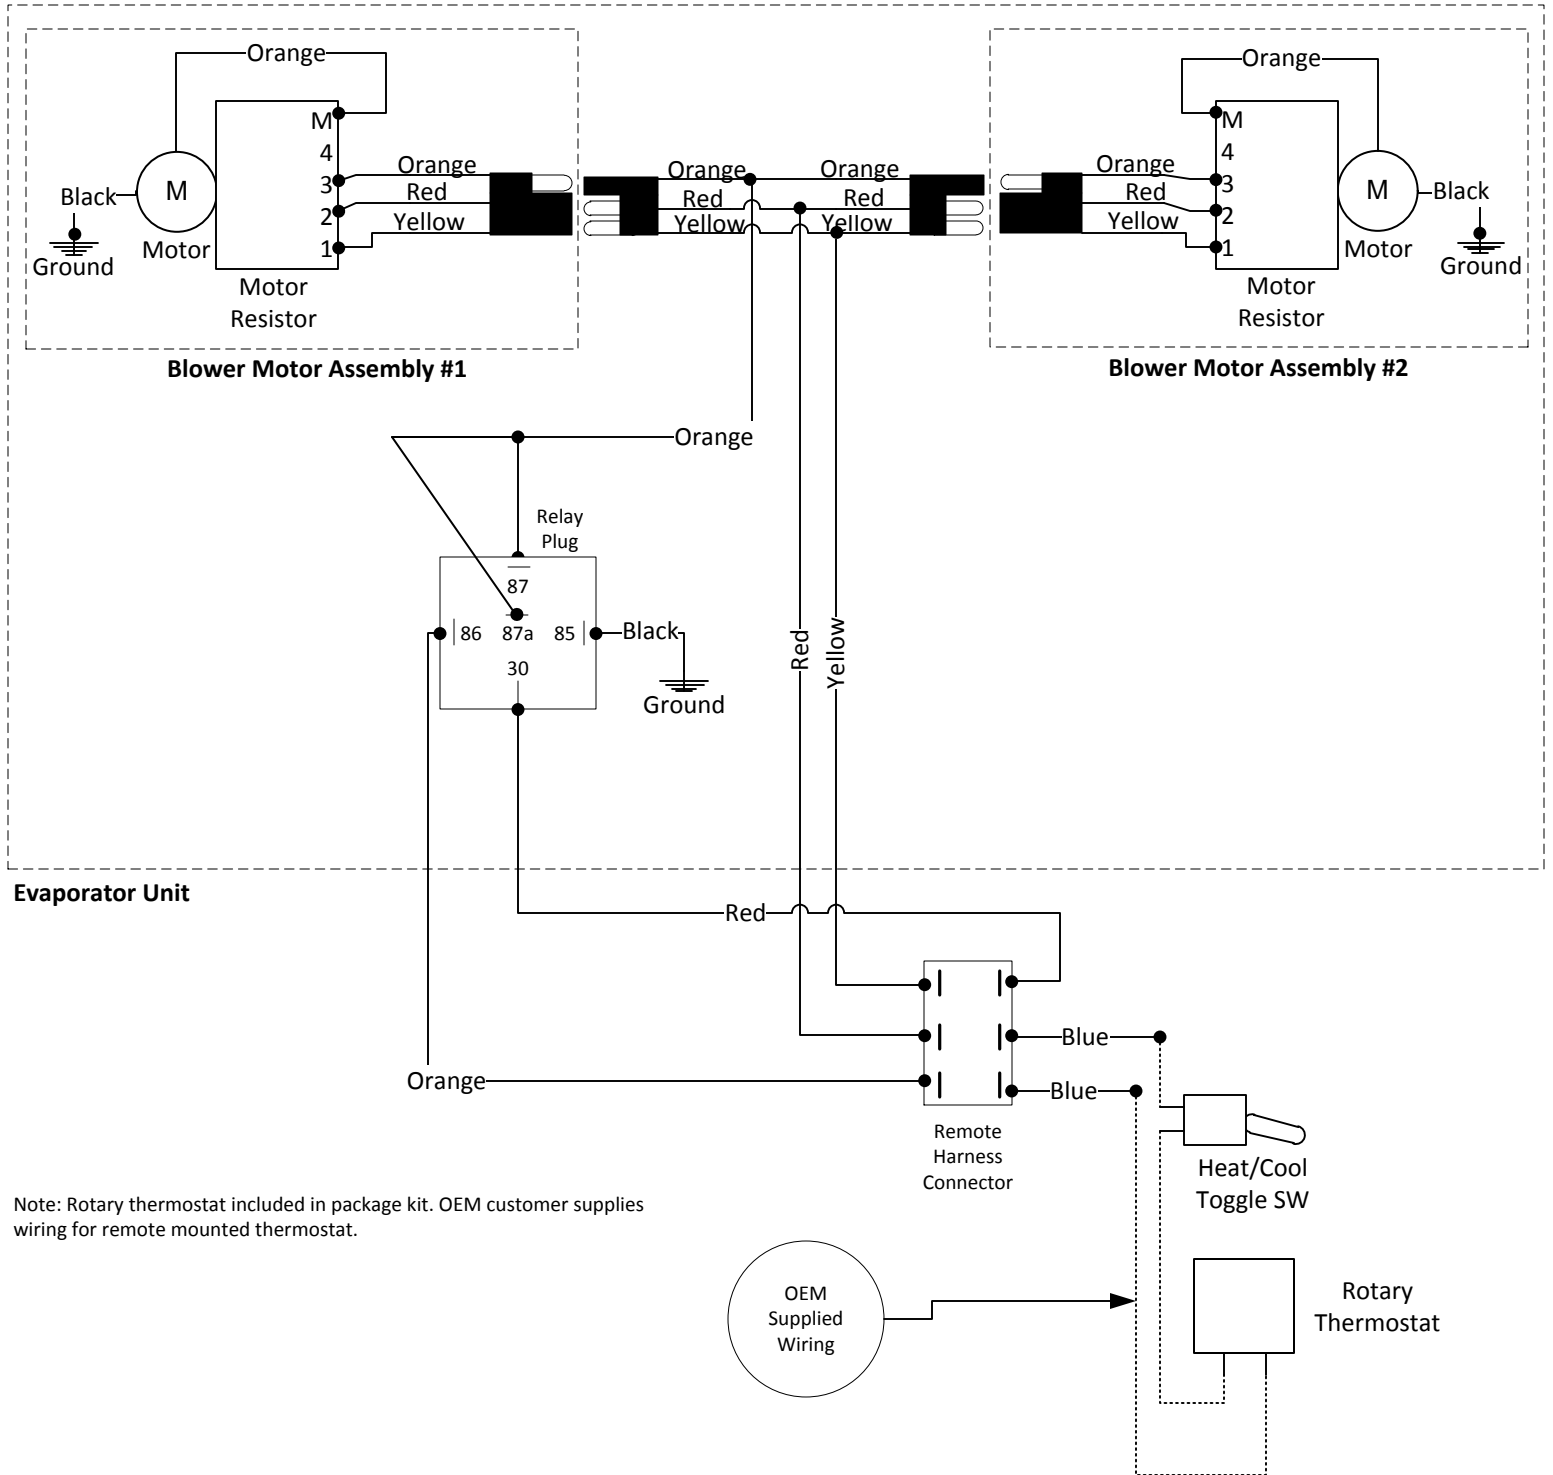 Orange
M
4
3
2
1
Orange
Red
Yellow
Black
M
Motor
Ground
Motor
Resistor
Blower Motor Assembly #1
Orange
Red
Yellow
Orange
Red
Yellow
Orange
M
4
3
2
1
Orange
Red
Yellow
M
Black
Motor
Ground
Motor
Resistor
Blower Motor Assembly #2
Orange
Relay
Plug
87
86
87a
85
30
Black
Ground
Red
Yellow
Evaporator Unit
Red
Orange
Blue
Blue
Remote
Harness
Connector
Heat/Cool
Toggle SW
Note: Rotary thermostat included in package kit. OEM customer supplies
wiring for remote mounted thermostat.
OEM
Supplied
Wiring
Rotary
Thermostat